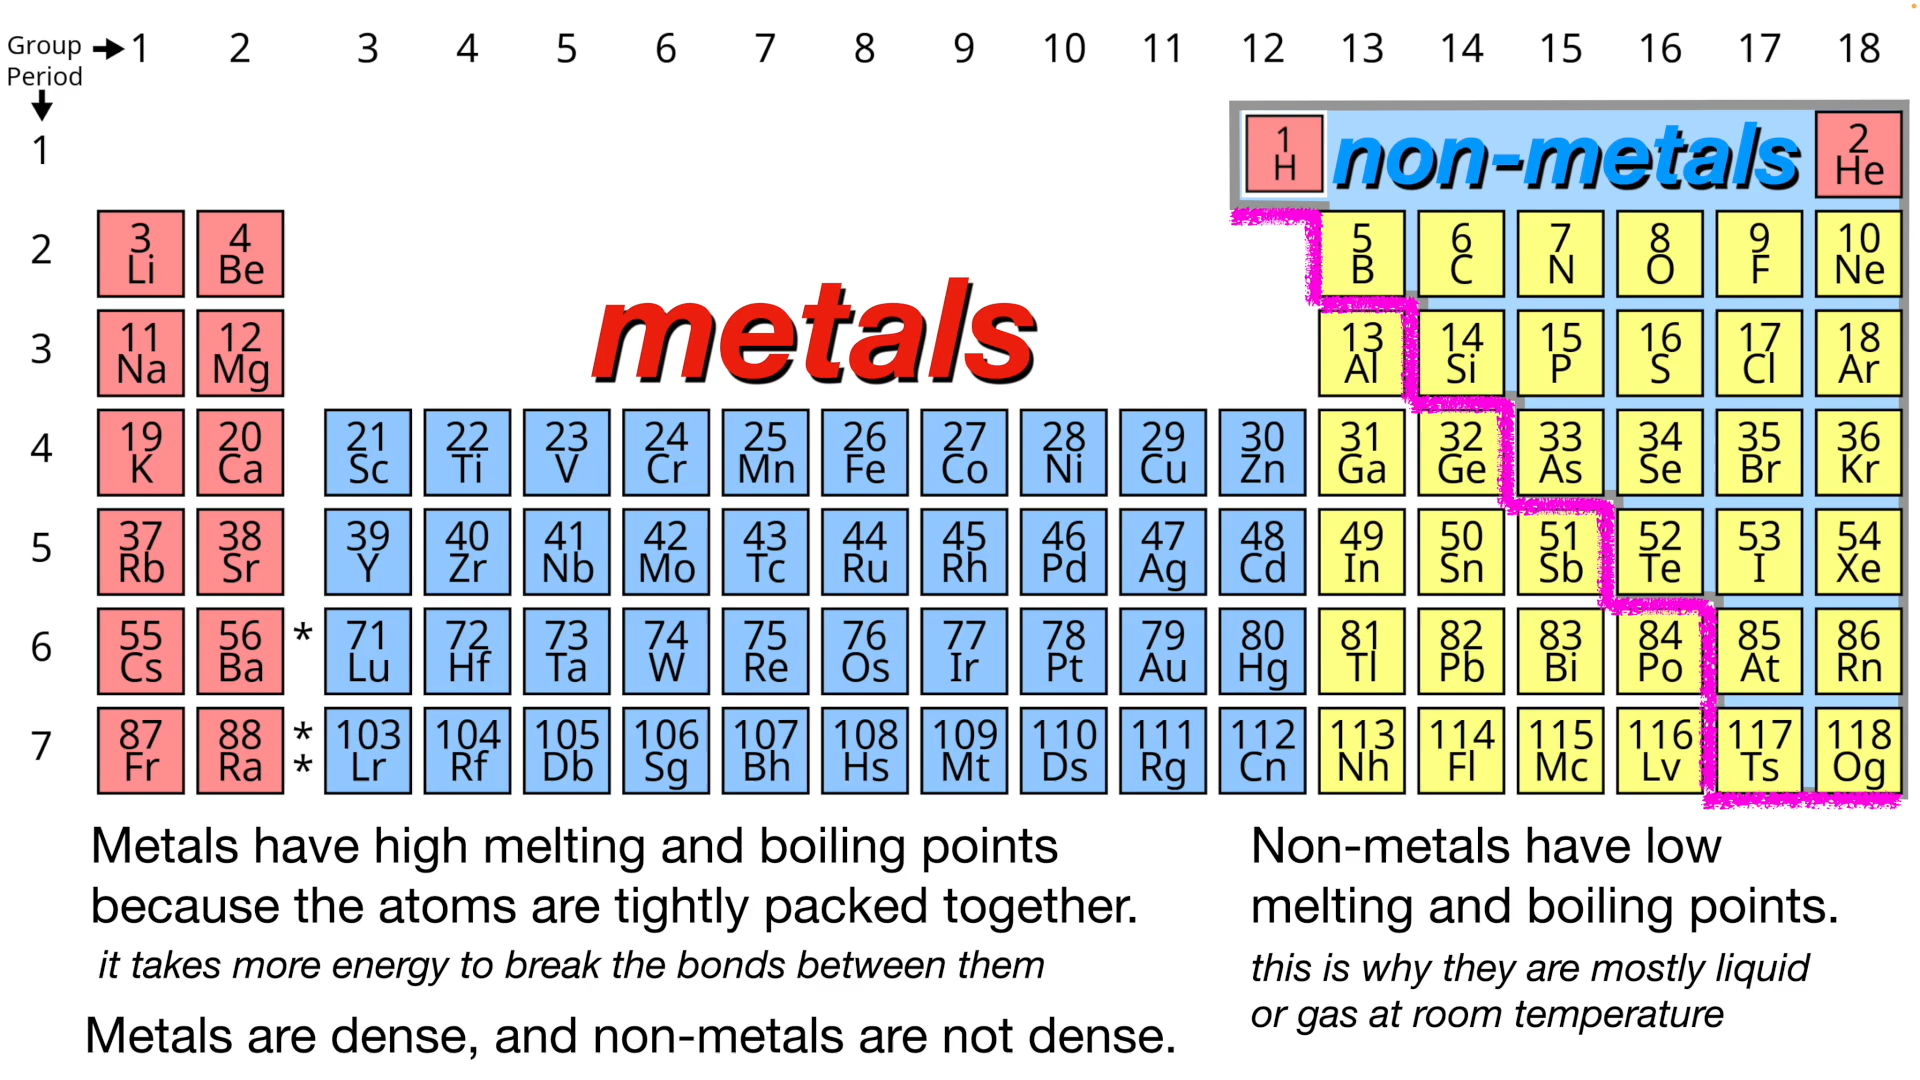 Group → 1 2 3 4 5 6 7 8 9 10 11 12 13 14 15 16 17 18
Period
1
1 H
non-metals
2 He
2
3 Li
4 Be
5 B
6 C
7 N
8 O
9 F
10 Ne
metals
3
11 Na
12 Mg
13 Al
14 Si
15 P
16 S
17 Cl
18 Ar
4
19 K
20 Ca
21 Sc
22 Ti
23 V
24 Cr
25 Mn
26 Fe
27 Co
28 Ni
29 Cu
30 Zn
31 Ga
32 Ge
33 As
34 Se
35 Br
36 Kr
5
37 Rb
38 Sr
39 Y
40 Zr
41 Nb
42 Mo
43 Tc
44 Ru
45 Rh
46 Pd
47 Ag
48 Cd
49 In
50 Sn
51 Sb
52 Te
53 I
54 Xe
6
55 Cs
56 Ba
*
71 Lu
72 Hf
73 Ta
74 W
75 Re
76 Os
77 Ir
78 Pt
79 Au
80 Hg
81 Tl
82 Pb
83 Bi
84 Po
85 At
86 Rn
7
87 Fr
88 Ra
*
*
103 Lr
104 Rf
105 Db
106 Sg
107 Bh
108 Hs
109 Mt
110 Ds
111 Rg
112 Cn
113 Nh
114 Fl
115 Mc
116 Lv
117 Ts
118 Og
Metals have high melting and boiling points
because the atoms are tightly packed together.
it takes more energy to break the bonds between them
Metals are dense, and non-metals are not dense.
Non-metals have low
melting and boiling points.
this is why they are mostly liquid
or gas at room temperature